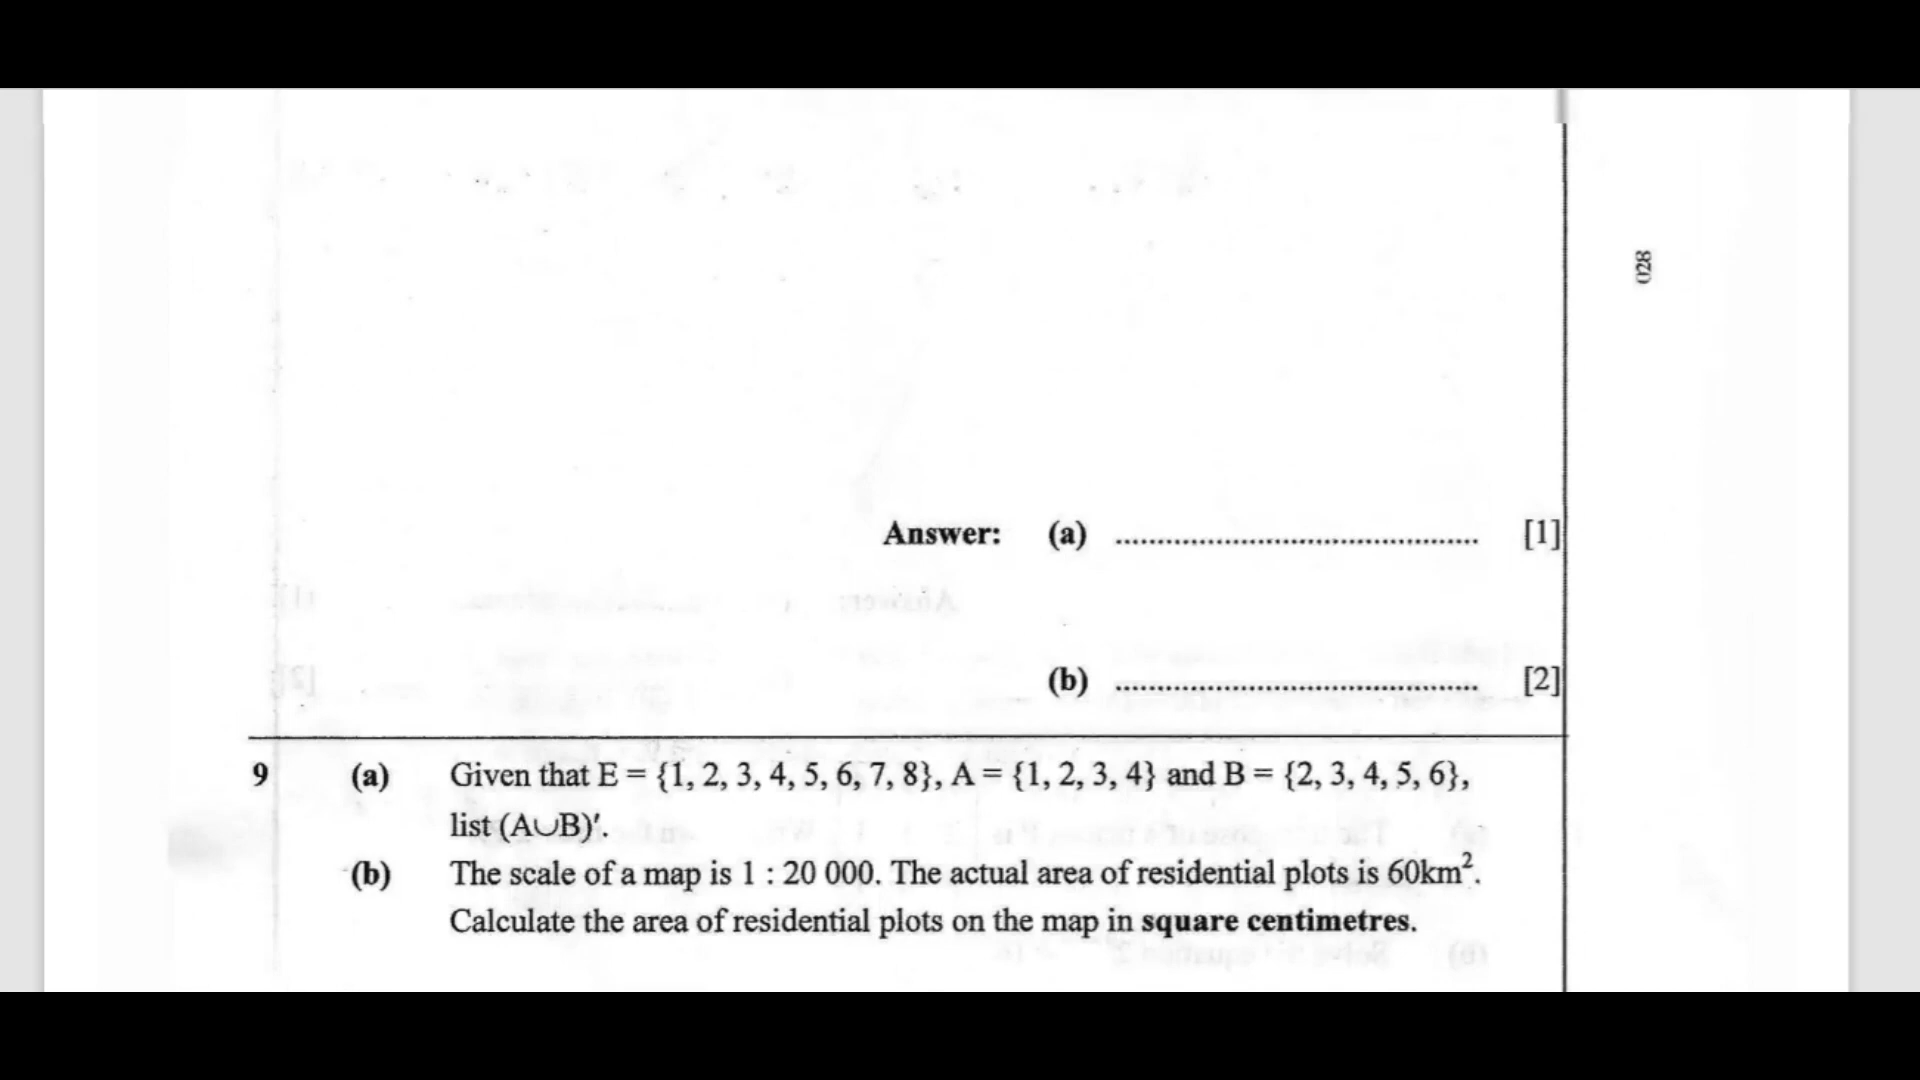 028
Answer: (a) ........................................ [1]
(b) ........................................ [2]
9 (a) Given that E = {1, 2, 3, 4, 5, 6, 7, 8}, A = {1, 2, 3, 4} and B = {2, 3, 4, 5, 6},
list (A∪B)′.
(b) The scale of a map is 1 : 20 000. The actual area of residential plots is 60km².
Calculate the area of residential plots on the map in square centimetres.